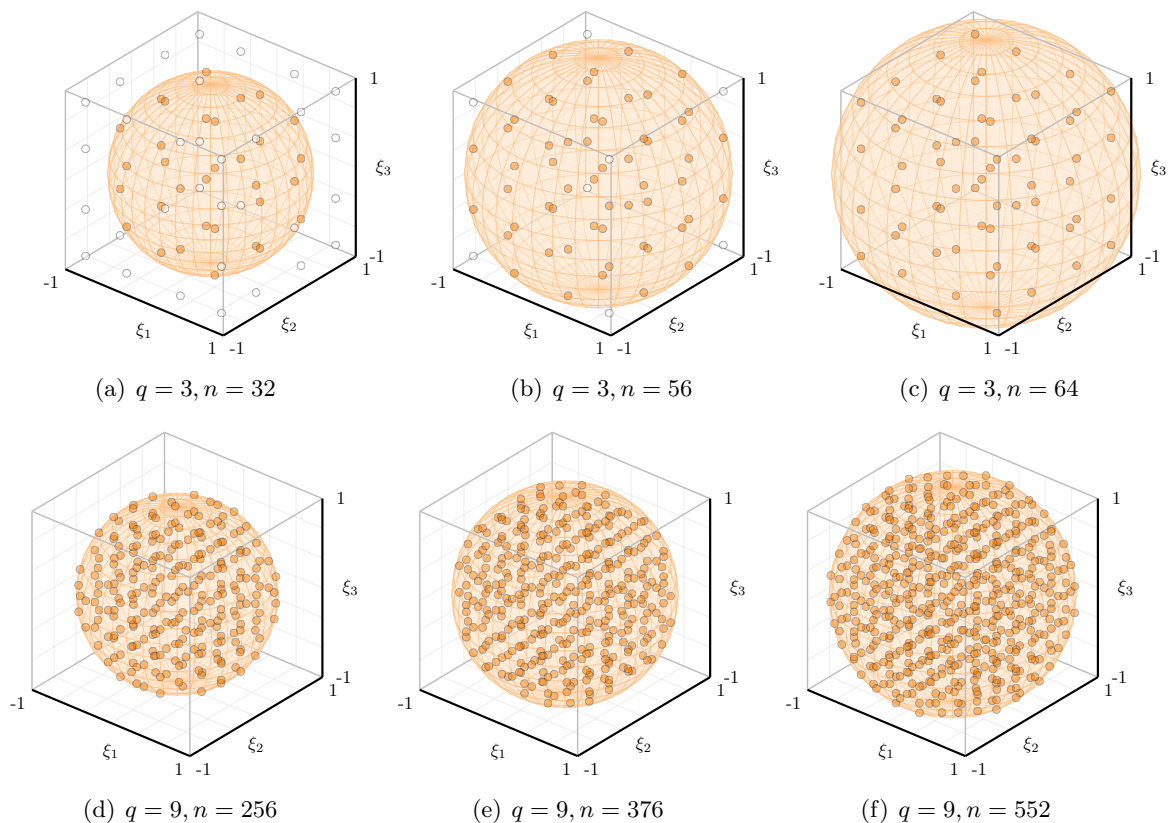 1
ξ3
-1
1
-1
ξ1
ξ2
1 -1
(a) q = 3, n = 32
1
ξ3
-1
1
-1
ξ1
ξ2
1 -1
(b) q = 3, n = 56
1
ξ3
-1
1
-1
ξ1
ξ2
1 -1
(c) q = 3, n = 64
1
ξ3
-1
1
-1
ξ1
ξ2
1 -1
(d) q = 9, n = 256
1
ξ3
-1
1
-1
ξ1
ξ2
1 -1
(e) q = 9, n = 376
1
ξ3
-1
1
-1
ξ1
ξ2
1 -1
(f) q = 9, n = 552